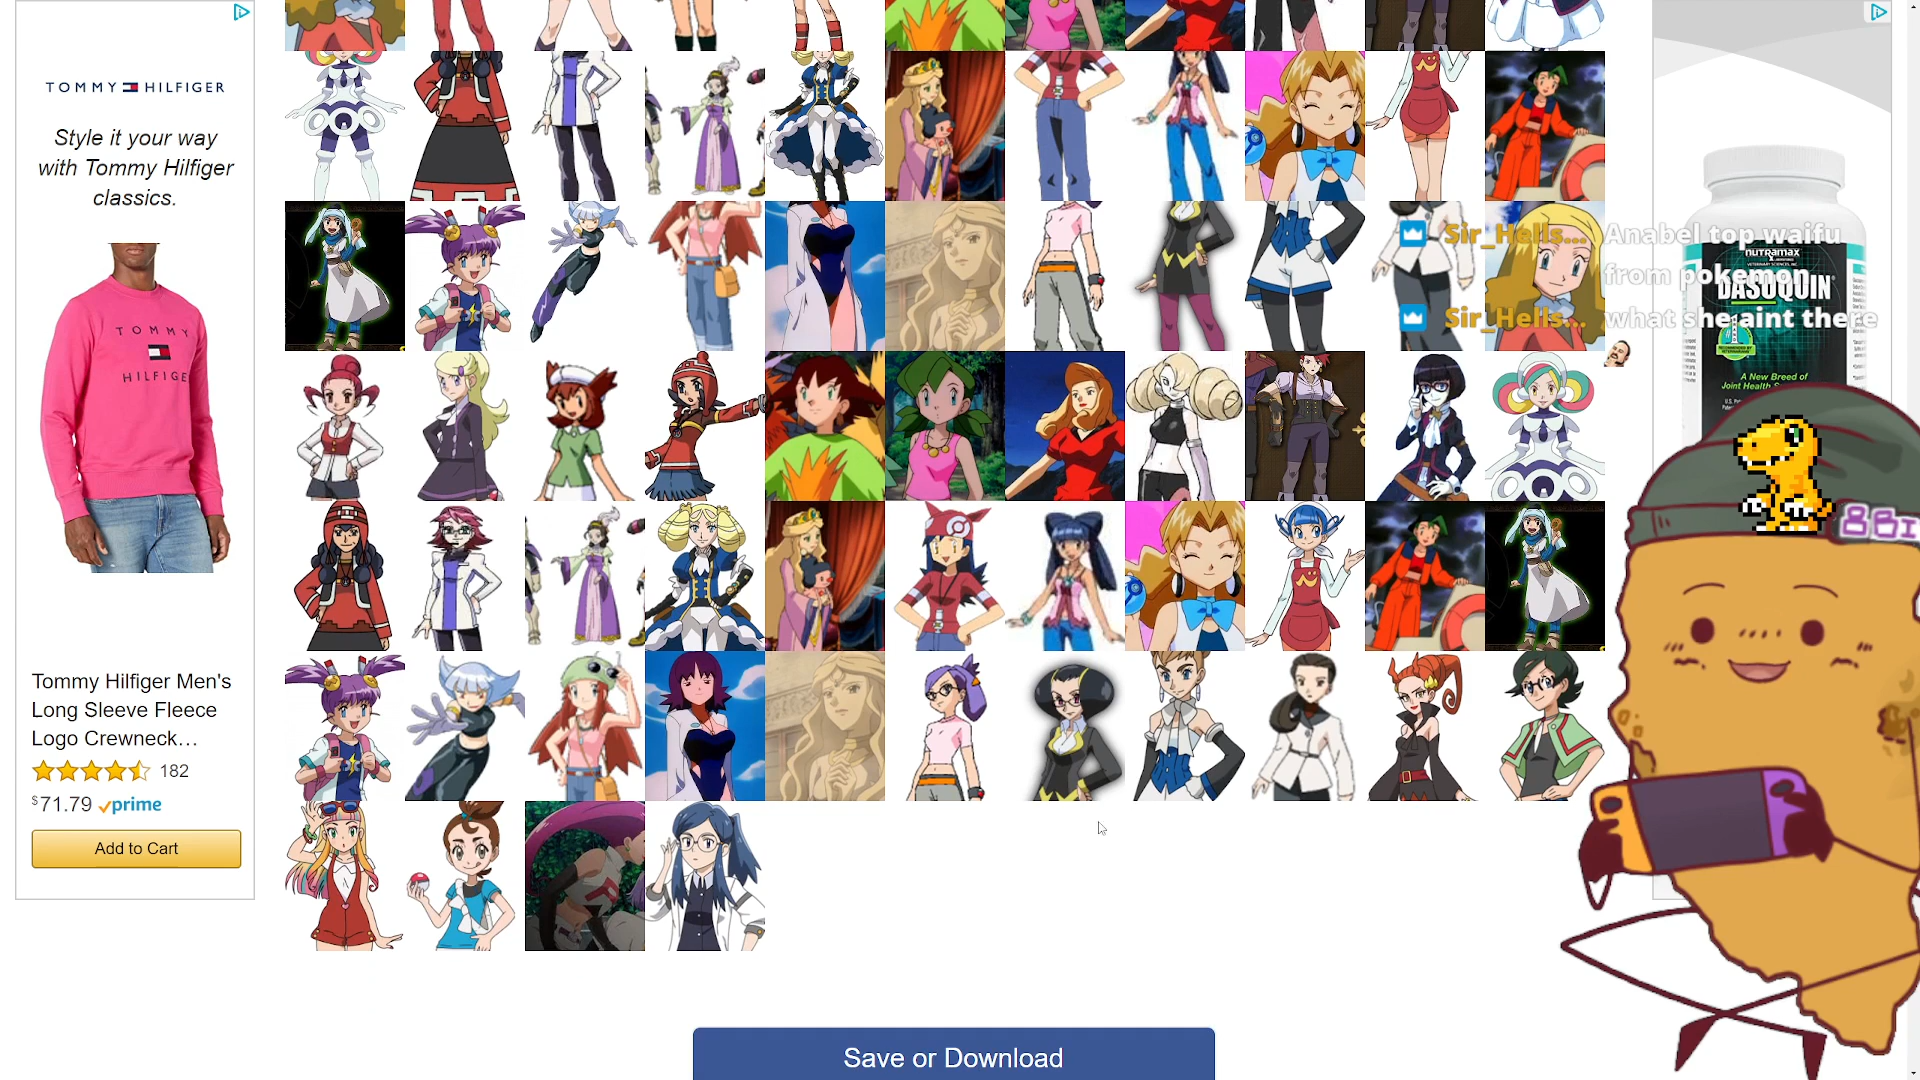 TOMMY HILFIGER
Style it your way
with Tommy Hilfiger
classics.
TOMMY
HILFIGER
Tommy Hilfiger Men's
Long Sleeve Fleece
Logo Crewneck…
182
$71.79 prime
Add to Cart
Sir_Hells... Anabel top waifu
from pokemon
Sir_Hells... what she aint there
NUTRAMAX
DASUQUIN
A New Breed of
Joint Health
88I
Save or Download